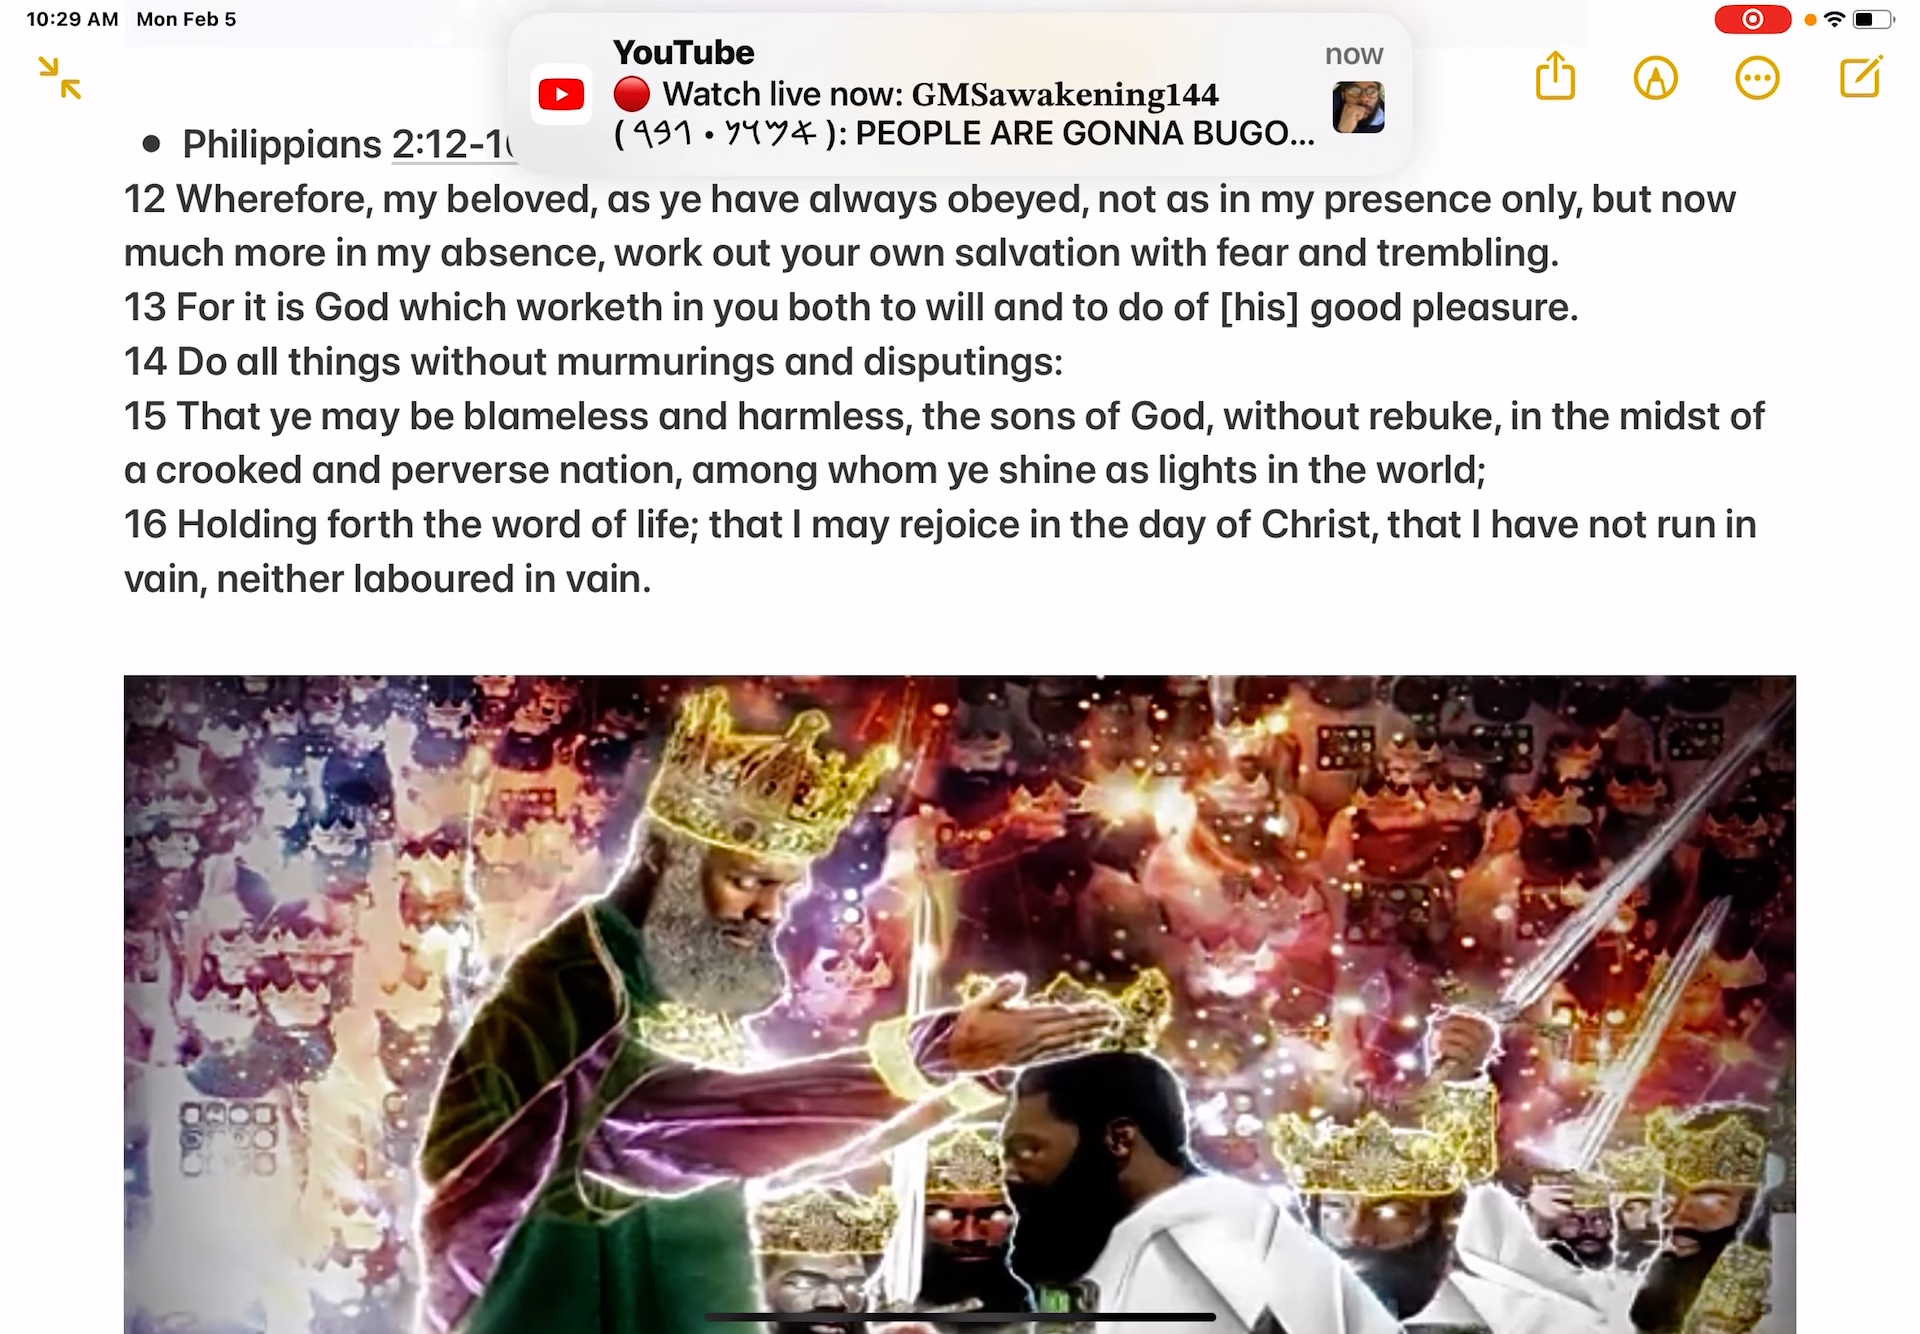 10:29 AM Mon Feb 5
YouTube
now
Watch live now: GMSawakening144
(𐤒𐤄𐤋 • 𐤉𐤌𐤉𐤍): PEOPLE ARE GONNA BUGO...
• Philippians 2:12-1
12 Wherefore, my beloved, as ye have always obeyed, not as in my presence only, but now
much more in my absence, work out your own salvation with fear and trembling.
13 For it is God which worketh in you both to will and to do of [his] good pleasure.
14 Do all things without murmurings and disputings:
15 That ye may be blameless and harmless, the sons of God, without rebuke, in the midst of
a crooked and perverse nation, among whom ye shine as lights in the world;
16 Holding forth the word of life; that I may rejoice in the day of Christ, that I have not run in
vain, neither laboured in vain.